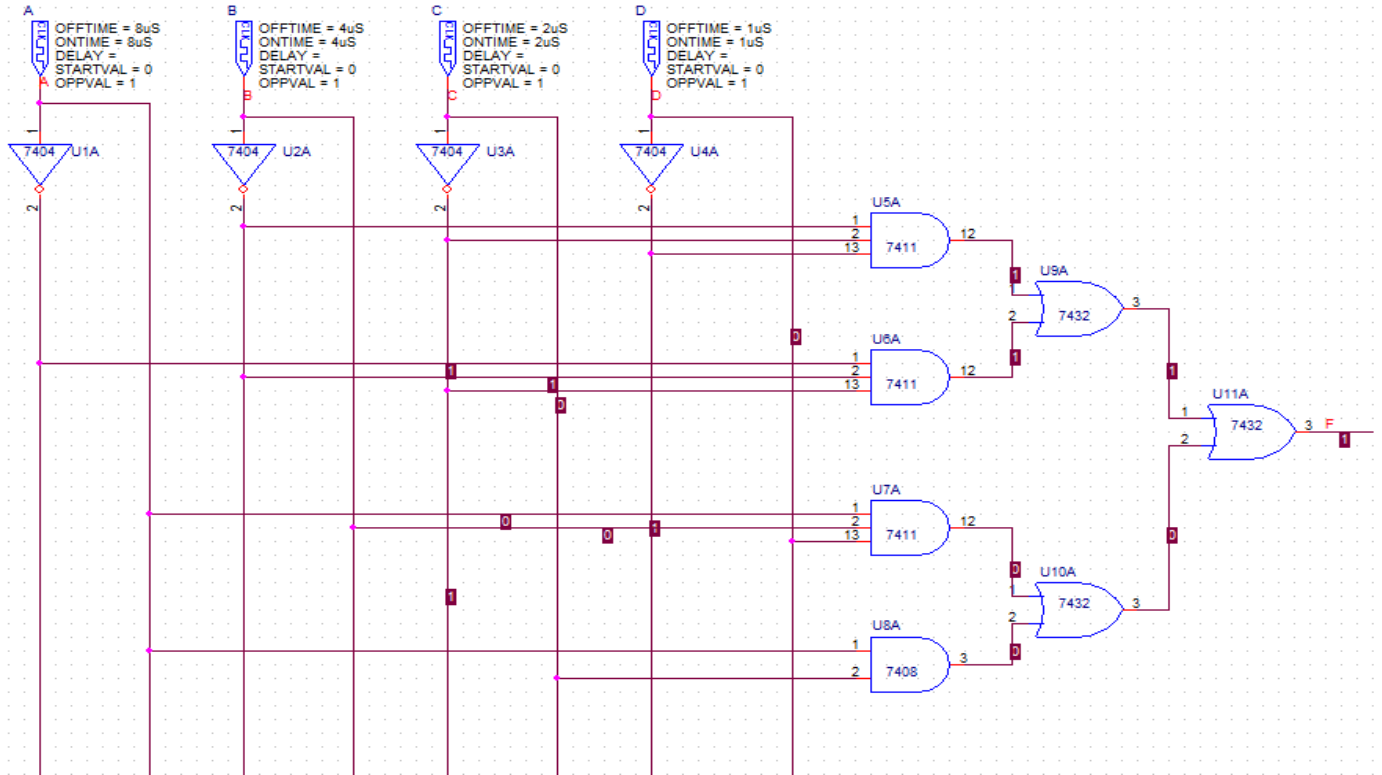 A
B
C
D
CLK
OFFTIME = 8uS
ONTIME = 8uS
DELAY =
STARTVAL = 0
OPPVAL = 1
CLK
OFFTIME = 4uS
ONTIME = 4uS
DELAY =
STARTVAL = 0
OPPVAL = 1
CLK
OFFTIME = 2uS
ONTIME = 2uS
DELAY =
STARTVAL = 0
OPPVAL = 1
CLK
OFFTIME = 1uS
ONTIME = 1uS
DELAY =
STARTVAL = 0
OPPVAL = 1
A
B
C
D
1
1
1
1
7404 U1A
7404 U2A
7404 U3A
7404 U4A
2
2
2
2
U5A
1
2
13
7411
12
1
U9A
1
2
7432
3
0
U6A
1
2
13
7411
12
1
1
1
0
1
U11A
1
2
7432
3
F
1
U7A
1
2
13
7411
12
0
0
1
0
0
U10A
1
2
7432
3
1
U8A
1
2
7408
3
0